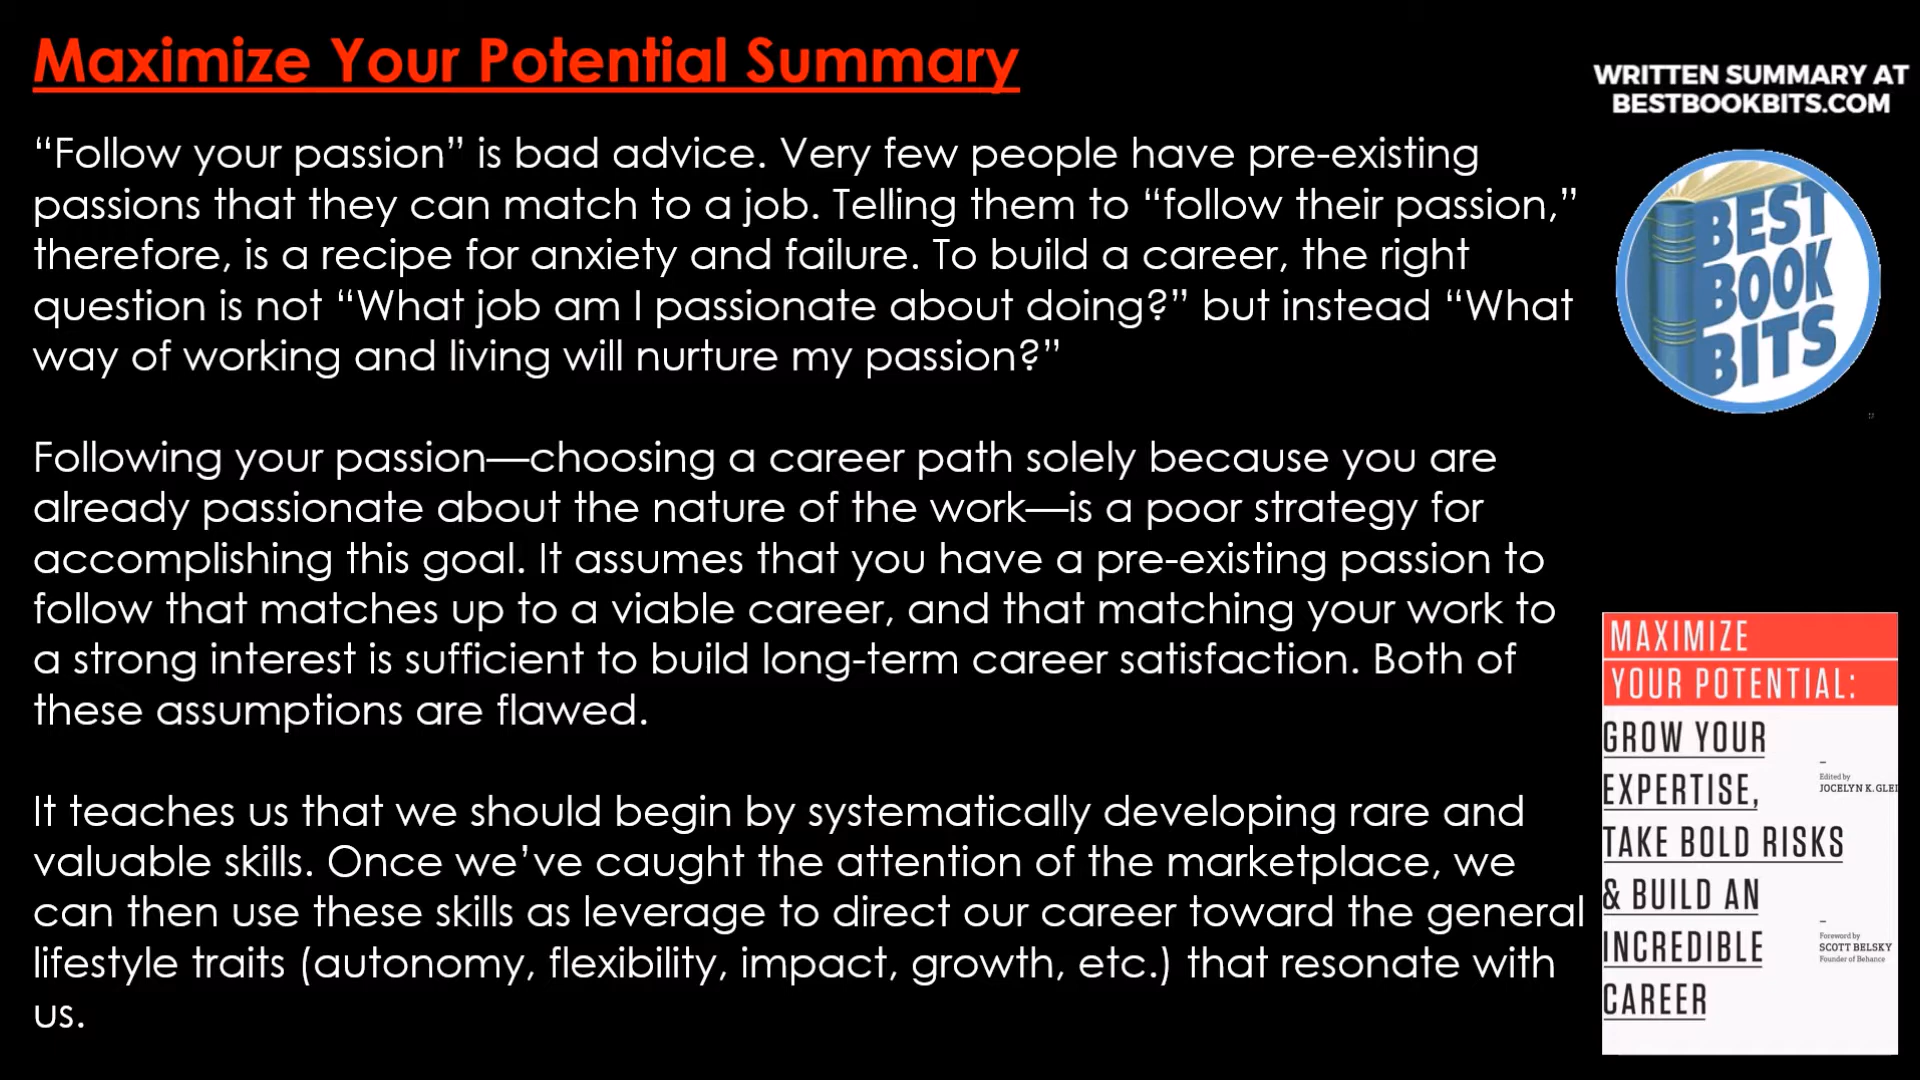 Maximize Your Potential Summary
“Follow your passion” is bad advice. Very few people have pre-existing
passions that they can match to a job. Telling them to “follow their passion,”
therefore, is a recipe for anxiety and failure. To build a career, the right
question is not “What job am I passionate about doing?” but instead “What
way of working and living will nurture my passion?”
Following your passion—choosing a career path solely because you are
already passionate about the nature of the work—is a poor strategy for
accomplishing this goal. It assumes that you have a pre-existing passion to
follow that matches up to a viable career, and that matching your work to
a strong interest is sufficient to build long-term career satisfaction. Both of
these assumptions are flawed.
It teaches us that we should begin by systematically developing rare and
valuable skills. Once we’ve caught the attention of the marketplace, we
can then use these skills as leverage to direct our career toward the general
lifestyle traits (autonomy, flexibility, impact, growth, etc.) that resonate with
us.
WRITTEN SUMMARY AT
BESTBOOKBITS.COM
BEST
BOOK
BITS
MAXIMIZE
YOUR POTENTIAL:
GROW YOUR
EXPERTISE,
TAKE BOLD RISKS
& BUILD AN
INCREDIBLE
CAREER
Edited by
JOCELYN K. GLEI
Foreword by
SCOTT BELSKY
Founder of Behance